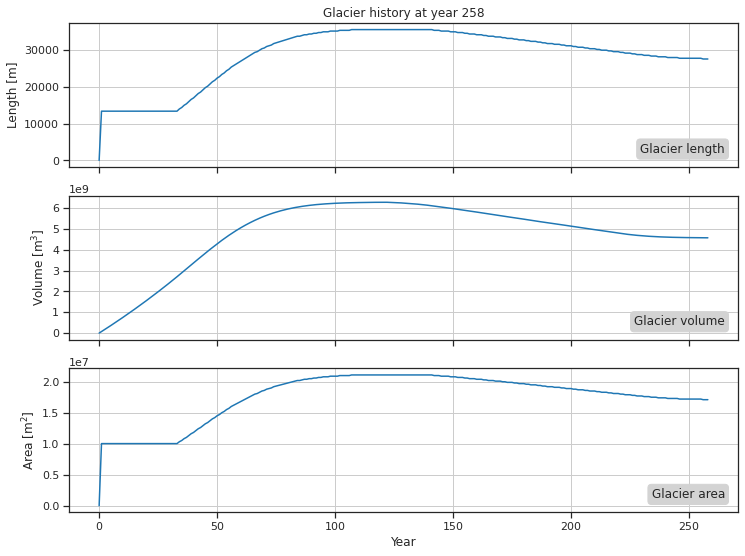 Glacier history at year 258
Length [m]
30000
20000
10000
0
Glacier length
1e9
Volume [m³]
6
5
4
3
2
1
0
Glacier volume
1e7
Area [m²]
2.0
1.5
1.0
0.5
0.0
Glacier area
0 50 100 150 200 250
Year